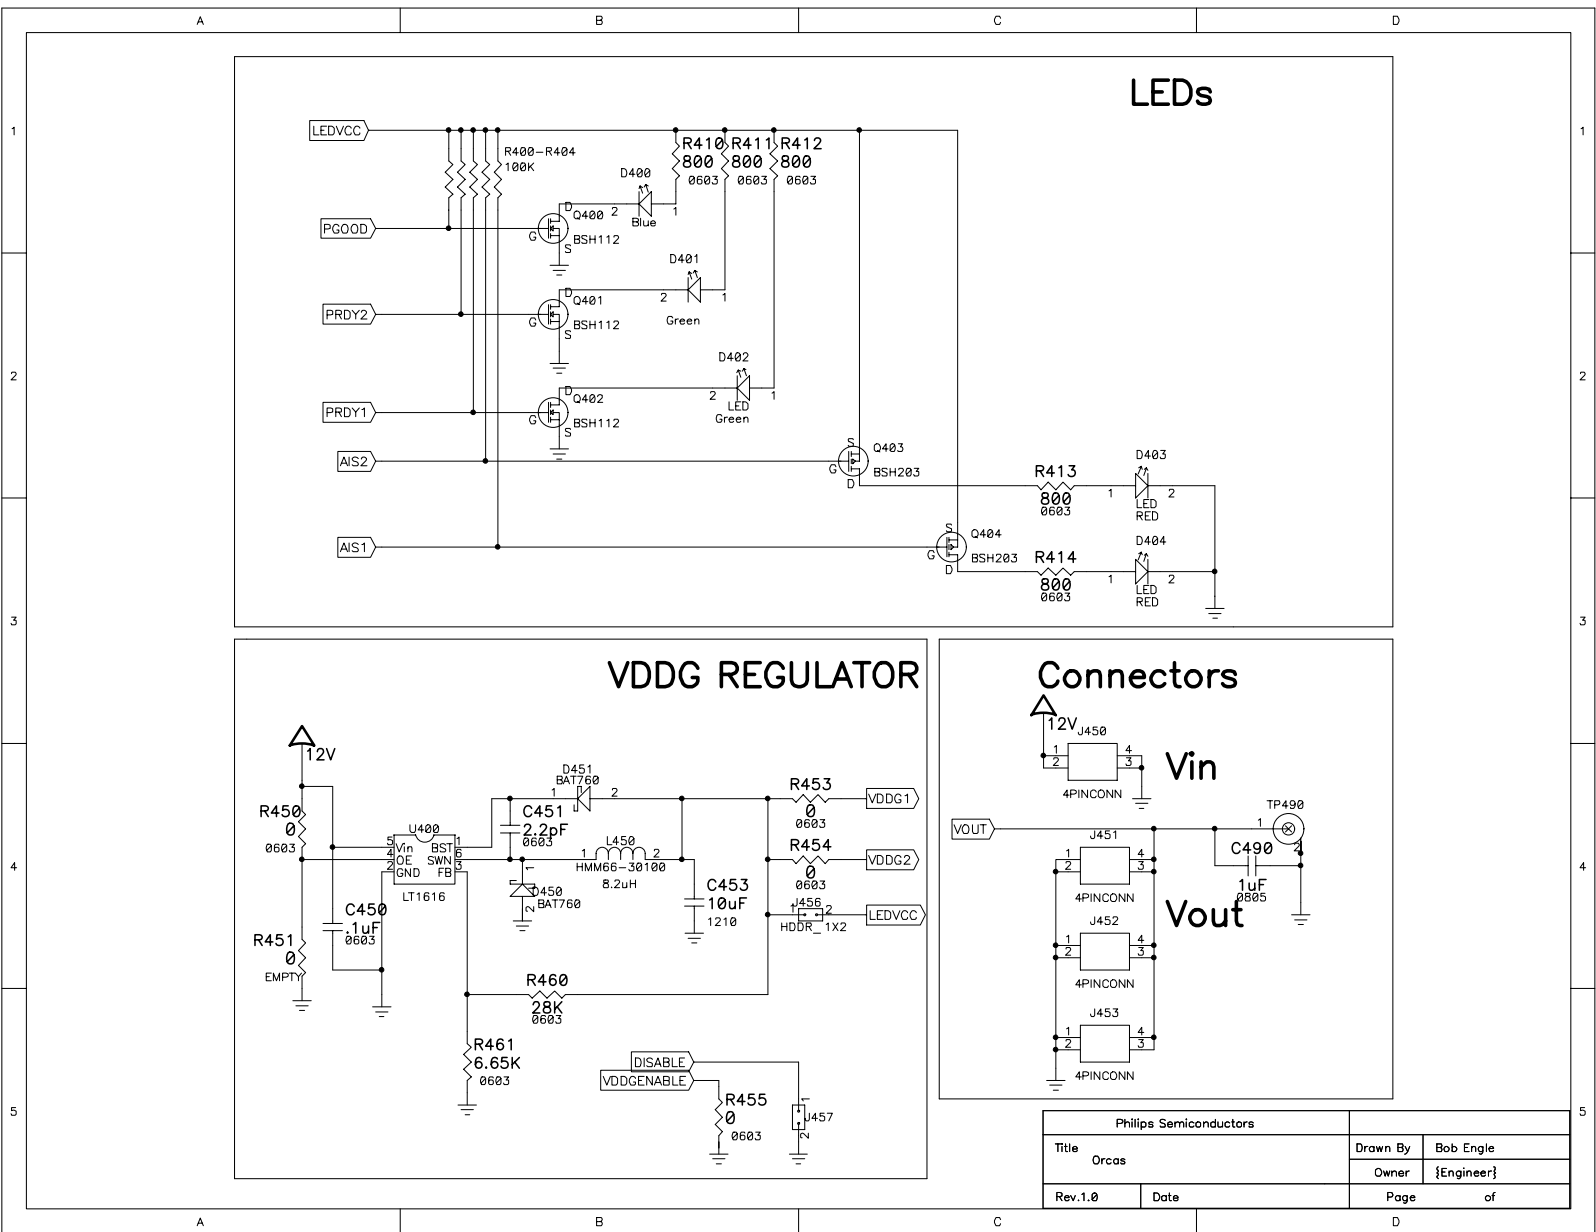 A B C D
LEDs
1 1
LEDVCC
R400-R404
100K
R410 R411 R412
800 800 800
0603 0603 0603
D400
2 1
Blue
PGOOD
D
Q400
G
BSH112
S
D401
2 1
Green
PRDY2
D
Q401
G
BSH112
S
2 2
D402
2 1
LED
Green
PRDY1
D
Q402
G
BSH112
S
AIS2
S
Q403
G
BSH203
D
R413
800
0603
D403
1 2
LED
RED
AIS1
S
Q404
G
BSH203
D
R414
800
0603
D404
1 2
LED
RED
3 3
VDDG REGULATOR
12V
R450
0
0603
U400
5 Vin BST 1
4 OE SWN 6
2 GND FB 3
LT1616
D451
BAT760
1 2
C451
2.2pF
0603
L450
1 2
HMM66-30100
8.2uH
1
D450
BAT760
2
C453
10uF
1210
R453
0
0603
VDDG1
R454
0
0603
VDDG2
J456
1 2
HDDR_1X2
LEDVCC
C450
.1uF
0603
R451
0
EMPTY
R460
28K
0603
R461
6.65K
0603
DISABLE
VDDGENABLE
R455
0
0603
1
J457
2
Connectors
12V
J450
1 4
2 3
4PINCONN
Vin
4 4
VOUT
J451
1 4
2 3
4PINCONN
TP490
1
2
C490
1uF
0805
Vout
J452
1 4
2 3
4PINCONN
J453
1 4
2 3
4PINCONN
5 5
Philips Semiconductors
Title
Orcas
Drawn By Bob Engle
Owner {Engineer}
Rev.1.0 Date Page of
A B C D